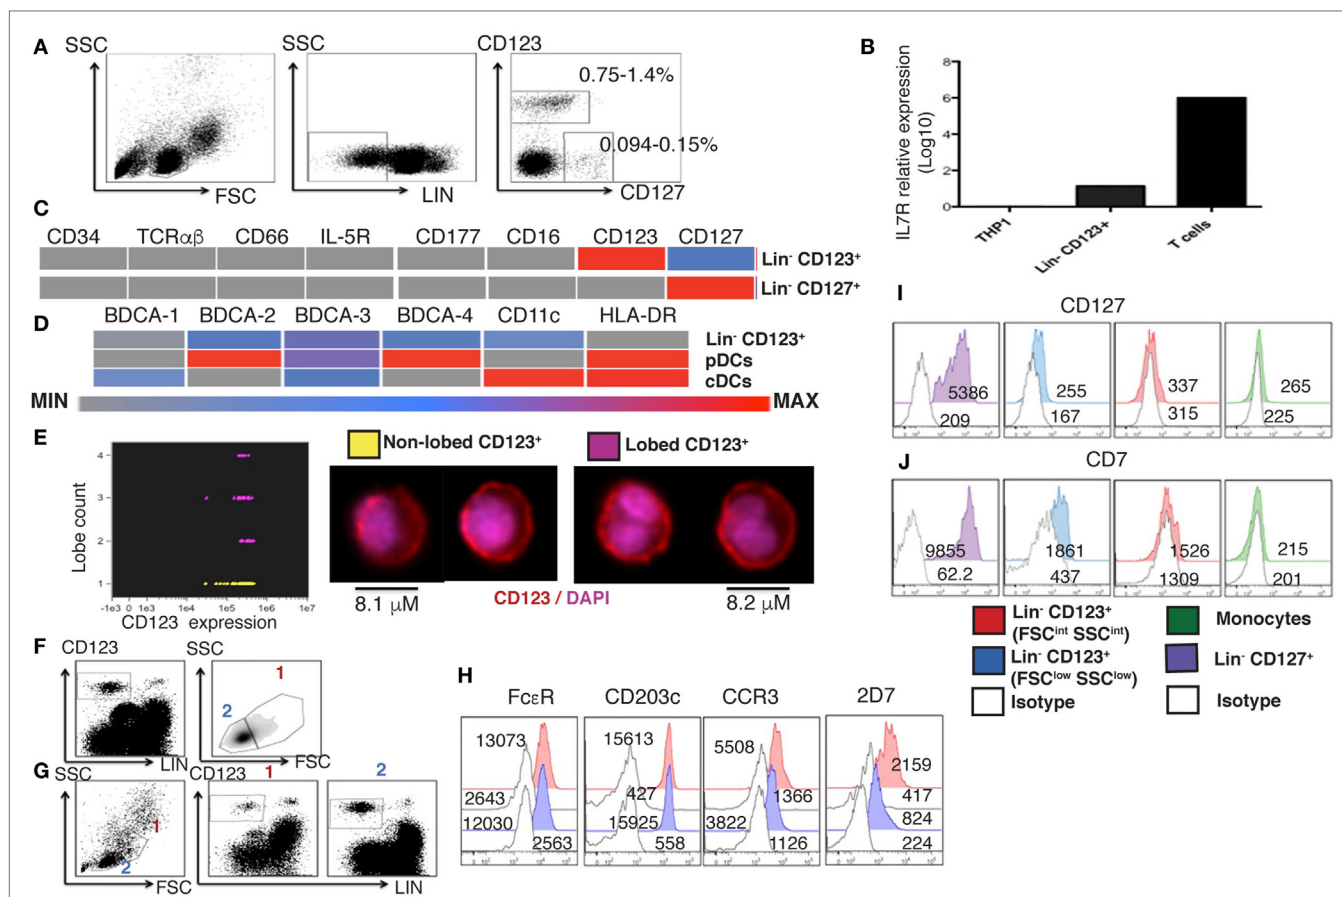 A
SSC
FSC
SSC
LIN
CD123
0.75-1.4%
0.094-0.15%
CD127
B
IL7R relative expression
(Log10)
8
6
4
2
0
THP1
Lin- CD123+
T cells
C
CD34 TCRαβ CD66 IL-5R CD177 CD16 CD123 CD127
Lin⁻ CD123⁺
Lin⁻ CD127⁺
D
BDCA-1 BDCA-2 BDCA-3 BDCA-4 CD11c HLA-DR
Lin⁻ CD123⁺
pDCs
cDCs
MIN MAX
E
Lobe count
4
3
2
1
-1e3 0 1e3 1e4 1e5 1e6 1e7
CD123 expression
Non-lobed CD123⁺
Lobed CD123⁺
8.1 µM
CD123 / DAPI
8.2 µM
F
CD123
LIN
SSC
1
2
FSC
G
SSC
1
2
FSC
CD123
1
2
LIN
H
FcεR CD203c CCR3 2D7
13073
2643
12030
2563
15613
427
15925
558
5508
1366
3822
1126
2159
417
824
224
I
CD127
5386
209
255
167
337
315
265
225
J
CD7
9855
62.2
1861
437
1526
1309
215
201
Lin⁻ CD123⁺
(FSCⁱⁿᵗ SSCⁱⁿᵗ)
Monocytes
Lin⁻ CD123⁺
(FSCˡᵒʷ SSCˡᵒʷ)
Lin⁻ CD127⁺
Isotype
Isotype